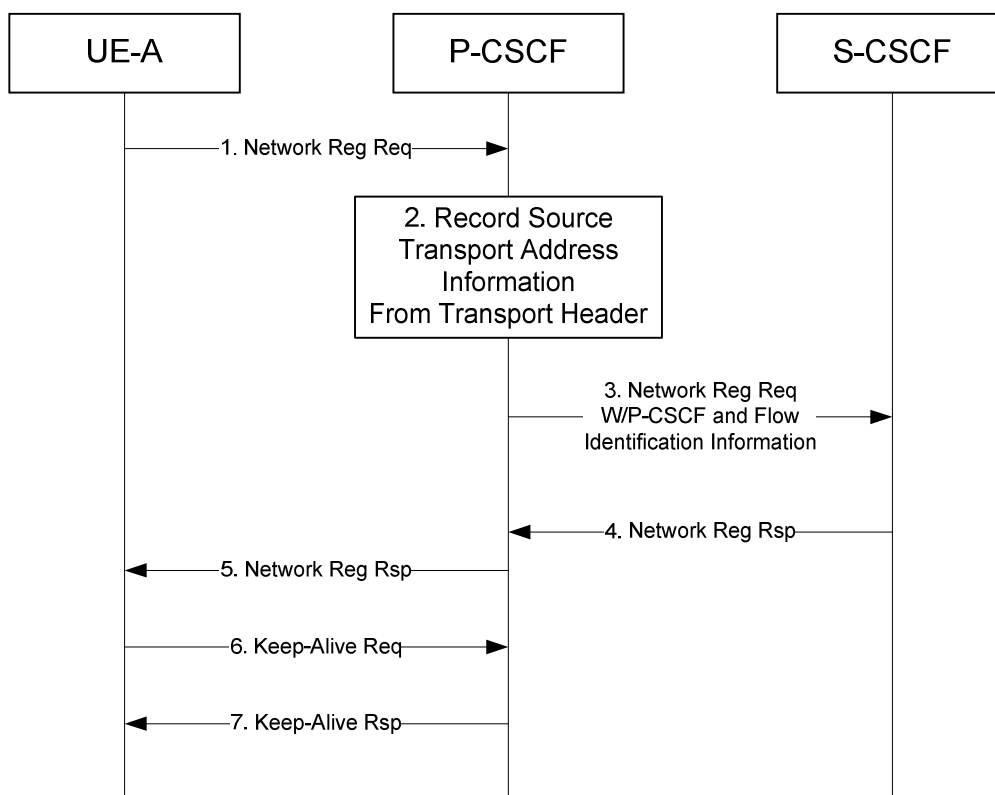 UE-A
P-CSCF
S-CSCF
1. Network Reg Req
2. Record Source
Transport Address
Information
From Transport Header
3. Network Reg Req
W/P-CSCF and Flow
Identification Information
4. Network Reg Rsp
5. Network Reg Rsp
6. Keep-Alive Req
7. Keep-Alive Rsp